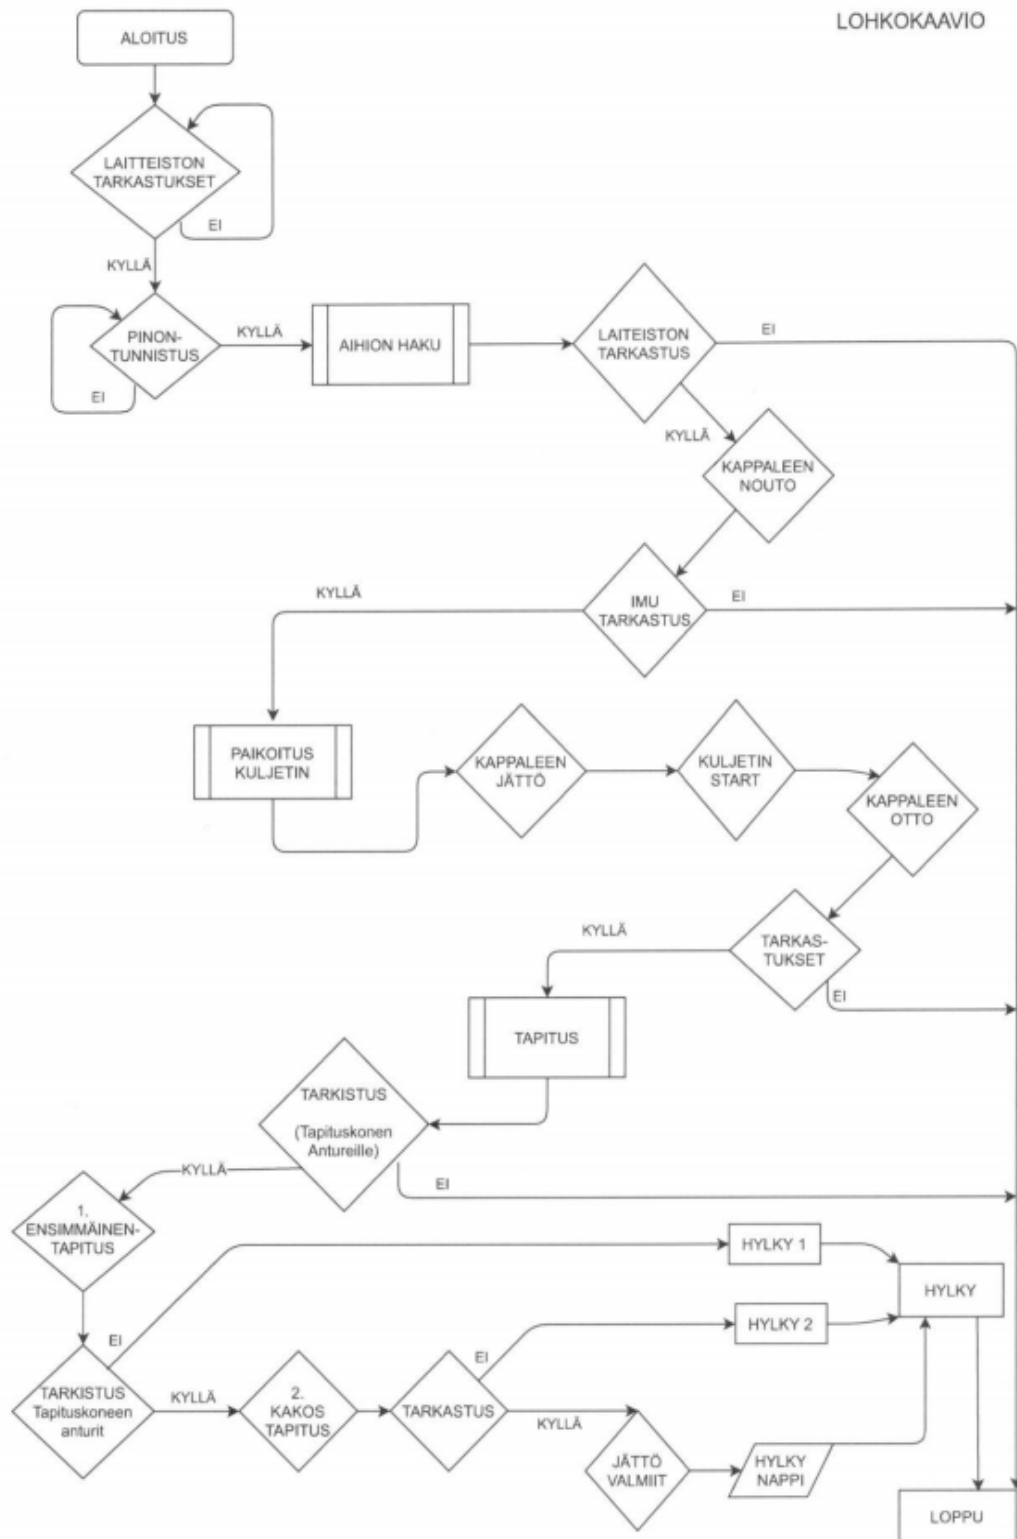 LOHKOKAAVIO
ALOITUS
LAITTEISTON
TARKASTUKSET
EI
KYLLÄ
PINON-
TUNNISTUS
EI
KYLLÄ
AIHION HAKU
LAITEISTON
TARKASTUS
EI
KYLLÄ
KAPPALEEN
NOUTO
IMU
TARKASTUS
EI
KYLLÄ
PAIKOITUS
KULJETIN
KAPPALEEN
JÄTTÖ
KULJETIN
START
KAPPALEEN
OTTO
TARKAS-
TUKSET
EI
KYLLÄ
TAPITUS
TARKISTUS
(Tapituskonen
Antureille)
EI
KYLLÄ
1.
ENSIMMÄINEN-
TAPITUS
TARKISTUS
Tapituskoneen
anturit
EI
HYLKY 1
HYLKY
KYLLÄ
2.
KAKOS
TAPITUS
TARKASTUS
EI
HYLKY 2
KYLLÄ
JÄTTÖ
VALMIIT
HYLKY
NAPPI
LOPPU